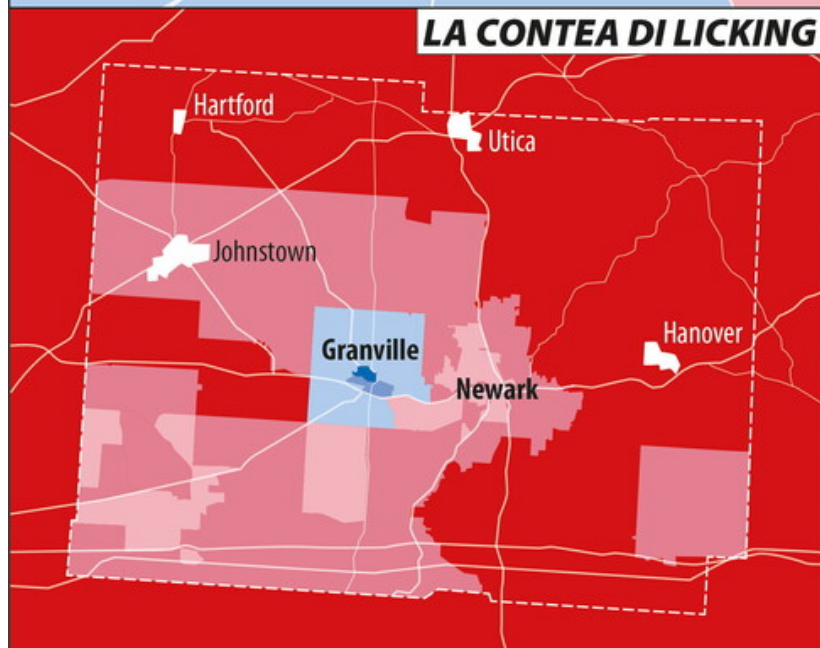 LA CONTEA DI LICKING
Hartford
Utica
Johnstown
Hanover
Granville
Newark